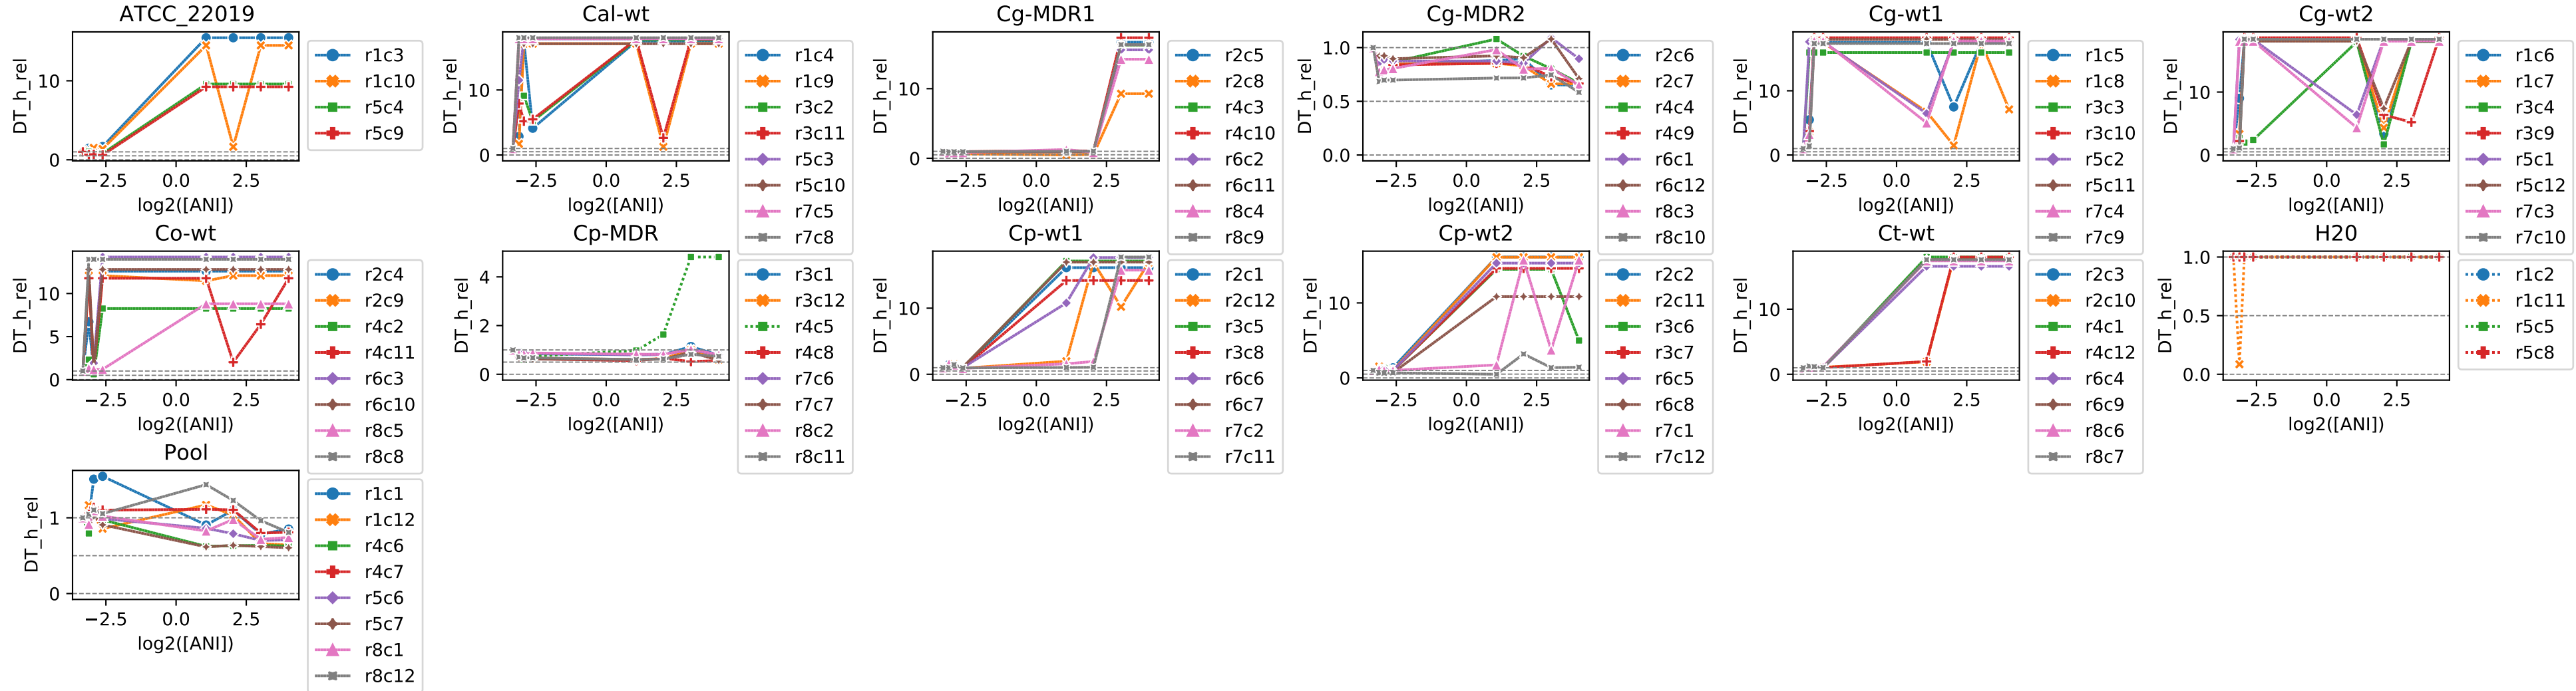 ATCC_22019
DT_h_rel
10
0
−2.5 0.0 2.5
log2([ANI])
r1c3
r1c10
r5c4
r5c9
Cal-wt
DT_h_rel
10
0
−2.5 0.0 2.5
log2([ANI])
r1c4
r1c9
r3c2
r3c11
r5c3
r5c10
r7c5
r7c8
Cg-MDR1
DT_h_rel
10
0
−2.5 0.0 2.5
log2([ANI])
r2c5
r2c8
r4c3
r4c10
r6c2
r6c11
r8c4
r8c9
Cg-MDR2
DT_h_rel
1.0
0.5
0.0
−2.5 0.0 2.5
log2([ANI])
r2c6
r2c7
r4c4
r4c9
r6c1
r6c12
r8c3
r8c10
Cg-wt1
DT_h_rel
10
0
−2.5 0.0 2.5
log2([ANI])
r1c5
r1c8
r3c3
r3c10
r5c2
r5c11
r7c4
r7c9
Cg-wt2
DT_h_rel
10
0
−2.5 0.0 2.5
log2([ANI])
r1c6
r1c7
r3c4
r3c9
r5c1
r5c12
r7c3
r7c10
Co-wt
DT_h_rel
10
5
0
−2.5 0.0 2.5
log2([ANI])
r2c4
r2c9
r4c2
r4c11
r6c3
r6c10
r8c5
r8c8
Cp-MDR
DT_h_rel
4
2
0
−2.5 0.0 2.5
log2([ANI])
r3c1
r3c12
r4c5
r4c8
r7c6
r7c7
r8c2
r8c11
Cp-wt1
DT_h_rel
10
0
−2.5 0.0 2.5
log2([ANI])
r2c1
r2c12
r3c5
r3c8
r6c6
r6c7
r7c2
r7c11
Cp-wt2
DT_h_rel
10
0
−2.5 0.0 2.5
log2([ANI])
r2c2
r2c11
r3c6
r3c7
r6c5
r6c8
r7c1
r7c12
Ct-wt
DT_h_rel
10
0
−2.5 0.0 2.5
log2([ANI])
r2c3
r2c10
r4c1
r4c12
r6c4
r6c9
r8c6
r8c7
H20
DT_h_rel
1.0
0.5
0.0
−2.5 0.0 2.5
log2([ANI])
r1c2
r1c11
r5c5
r5c8
Pool
DT_h_rel
1
0
−2.5 0.0 2.5
log2([ANI])
r1c1
r1c12
r4c6
r4c7
r5c6
r5c7
r8c1
r8c12